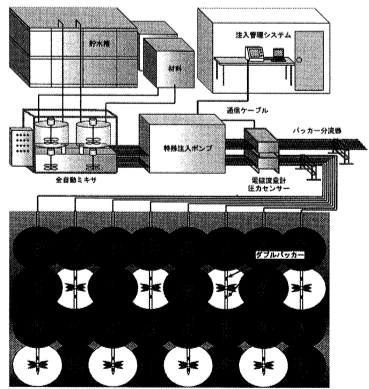 貯水槽
材料
注入管理システム
通信ケーブル
パッカー分流器
特殊注入ポンプ
全自動ミキサ
電磁流量計
圧力センサー
ダブルパッカー